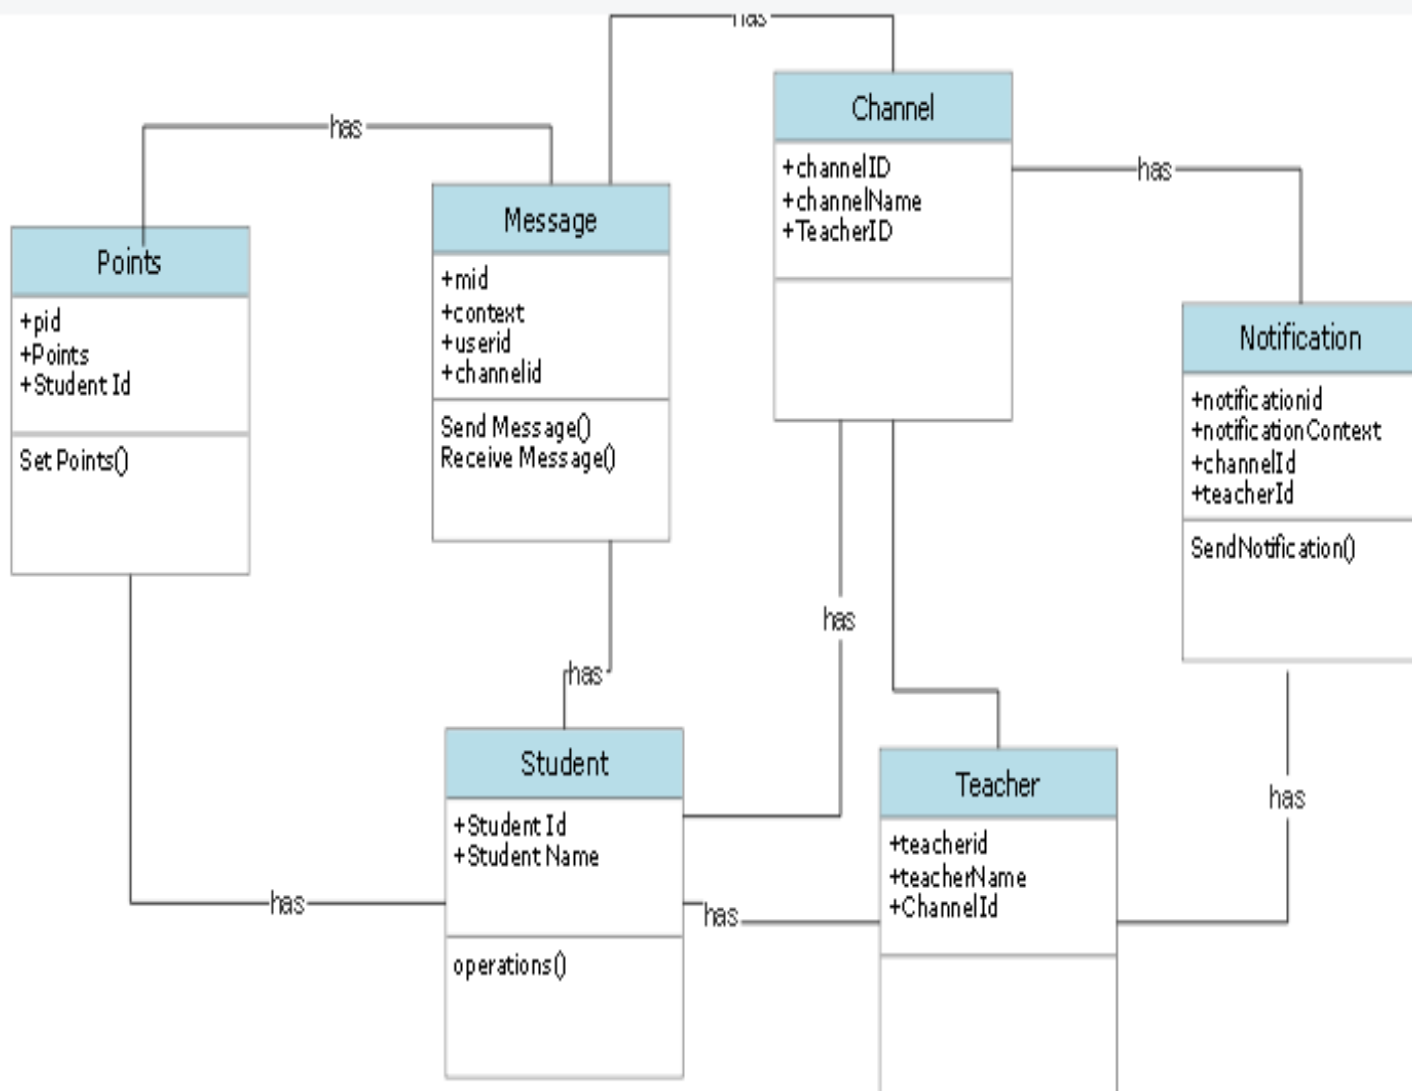 has
Channel
+channelID
+channelName
+TeacherID
has
has
Message
+mid
+context
+userid
+channelid
Send Message()
Receive Message()
Points
+pid
+Points
+Student Id
Set Points()
Notification
+notificationid
+notificationContext
+channelId
+teacherId
SendNotification()
has
has
Student
+Student Id
+Student Name
operations()
Teacher
+teacherid
+teacherName
+ChannelId
has
has
has